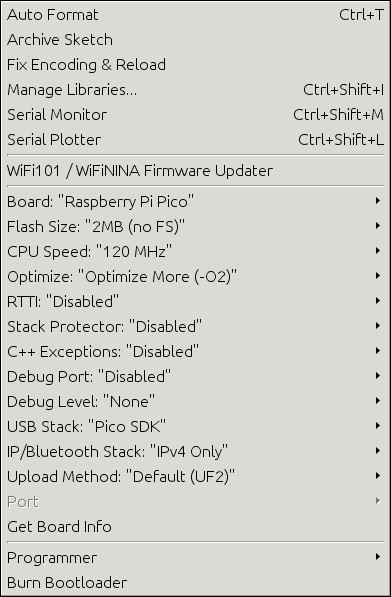 Auto Format Ctrl+T
Archive Sketch
Fix Encoding & Reload
Manage Libraries... Ctrl+Shift+I
Serial Monitor Ctrl+Shift+M
Serial Plotter Ctrl+Shift+L
WiFi101 / WiFiNINA Firmware Updater
Board: "Raspberry Pi Pico"
Flash Size: "2MB (no FS)"
CPU Speed: "120 MHz"
Optimize: "Optimize More (-O2)"
RTTI: "Disabled"
Stack Protector: "Disabled"
C++ Exceptions: "Disabled"
Debug Port: "Disabled"
Debug Level: "None"
USB Stack: "Pico SDK"
IP/Bluetooth Stack: "IPv4 Only"
Upload Method: "Default (UF2)"
Port
Get Board Info
Programmer
Burn Bootloader